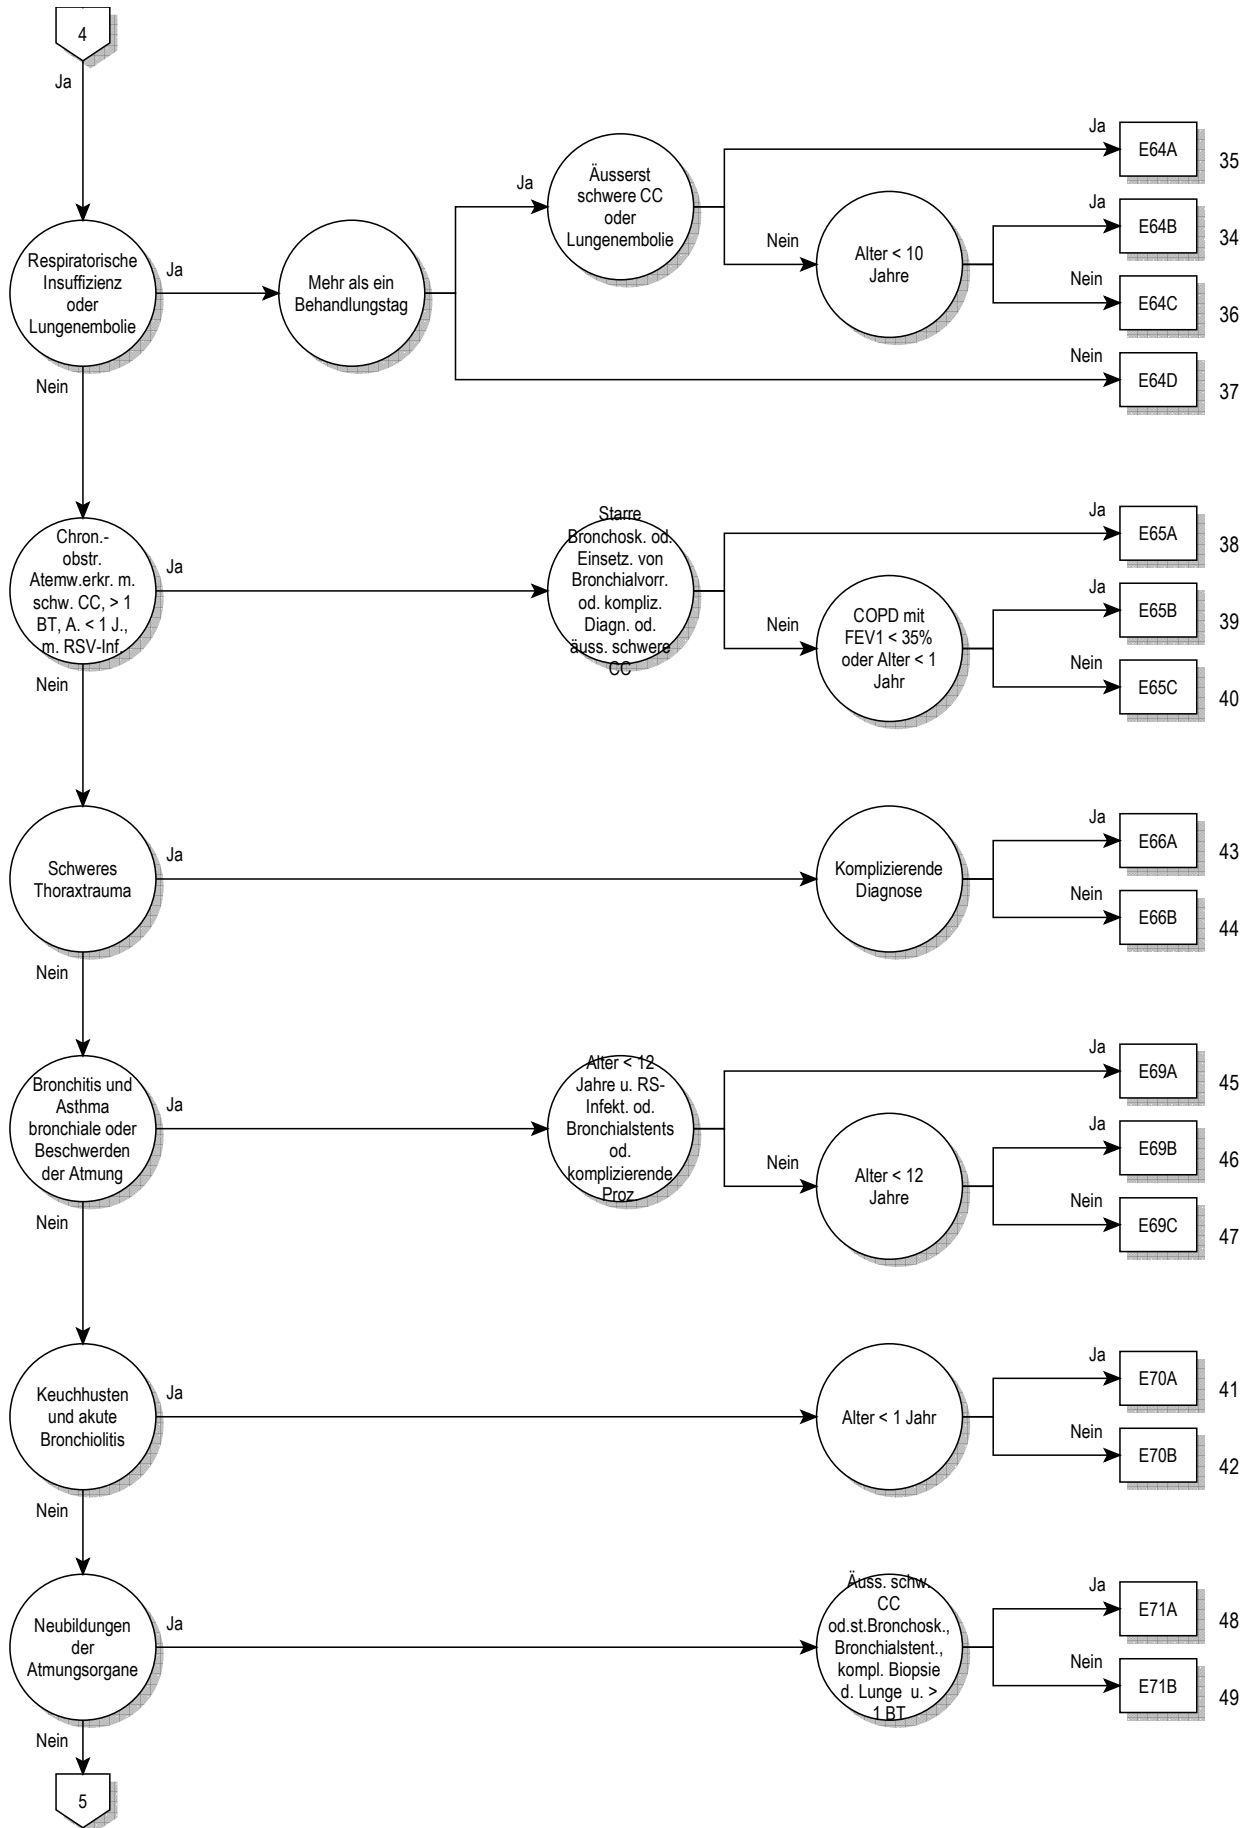 4
Ja
Respiratorische
Insuffizienz
oder
Lungenembolie
Ja
Mehr als ein
Behandlungstag
Ja
Äusserst
schwere CC
oder
Lungenembolie
Ja
E64A
35
Nein
Alter < 10
Jahre
Ja
E64B
34
Nein
E64C
36
Nein
E64D
37
Nein
Chron.-
obstr.
Atemw.erkr. m.
schw. CC, > 1
BT, A. < 1 J.,
m. RSV-Inf.
Ja
Starre
Bronchosk. od.
Einsetz. von
Bronchialvorr.
od. kompliz.
Diagn. od.
äuss. schwere
CC
Ja
E65A
38
Nein
COPD mit
FEV1 < 35%
oder Alter < 1
Jahr
Ja
E65B
39
Nein
E65C
40
Nein
Schweres
Thoraxtrauma
Ja
Komplizierende
Diagnose
Ja
E66A
43
Nein
E66B
44
Nein
Bronchitis und
Asthma
bronchiale oder
Beschwerden
der Atmung
Ja
Alter < 12
Jahre u. RS-
Infekt. od.
Bronchialstents
od.
komplizierende
Proz.
Ja
E69A
45
Nein
Alter < 12
Jahre
Ja
E69B
46
Nein
E69C
47
Nein
Keuchhusten
und akute
Bronchiolitis
Ja
Alter < 1 Jahr
Ja
E70A
41
Nein
E70B
42
Nein
Neubildungen
der
Atmungsorgane
Ja
Äuss. schw.
CC
od.st.Bronchosk.,
Bronchialstent.,
kompl. Biopsie
d. Lunge u. >
1 BT
Ja
E71A
48
Nein
E71B
49
Nein
5